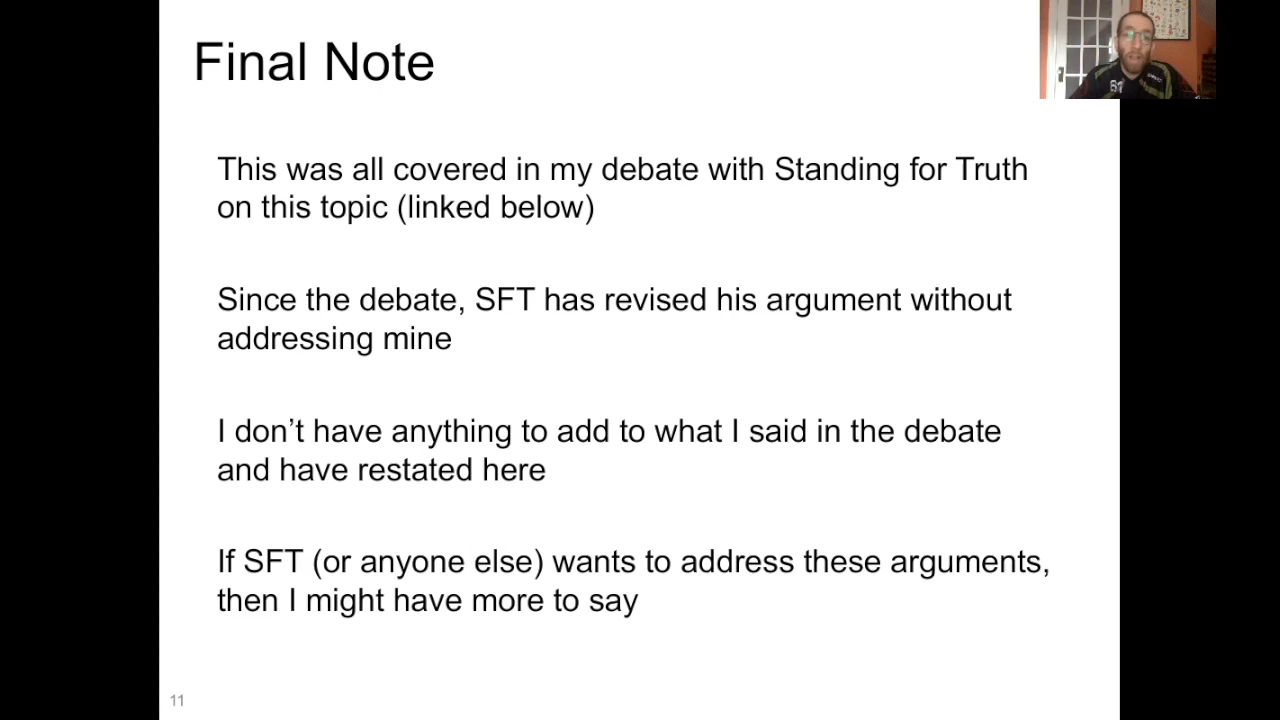 Final Note
This was all covered in my debate with Standing for Truth
on this topic (linked below)
Since the debate, SFT has revised his argument without
addressing mine
I don’t have anything to add to what I said in the debate
and have restated here
If SFT (or anyone else) wants to address these arguments,
then I might have more to say
11